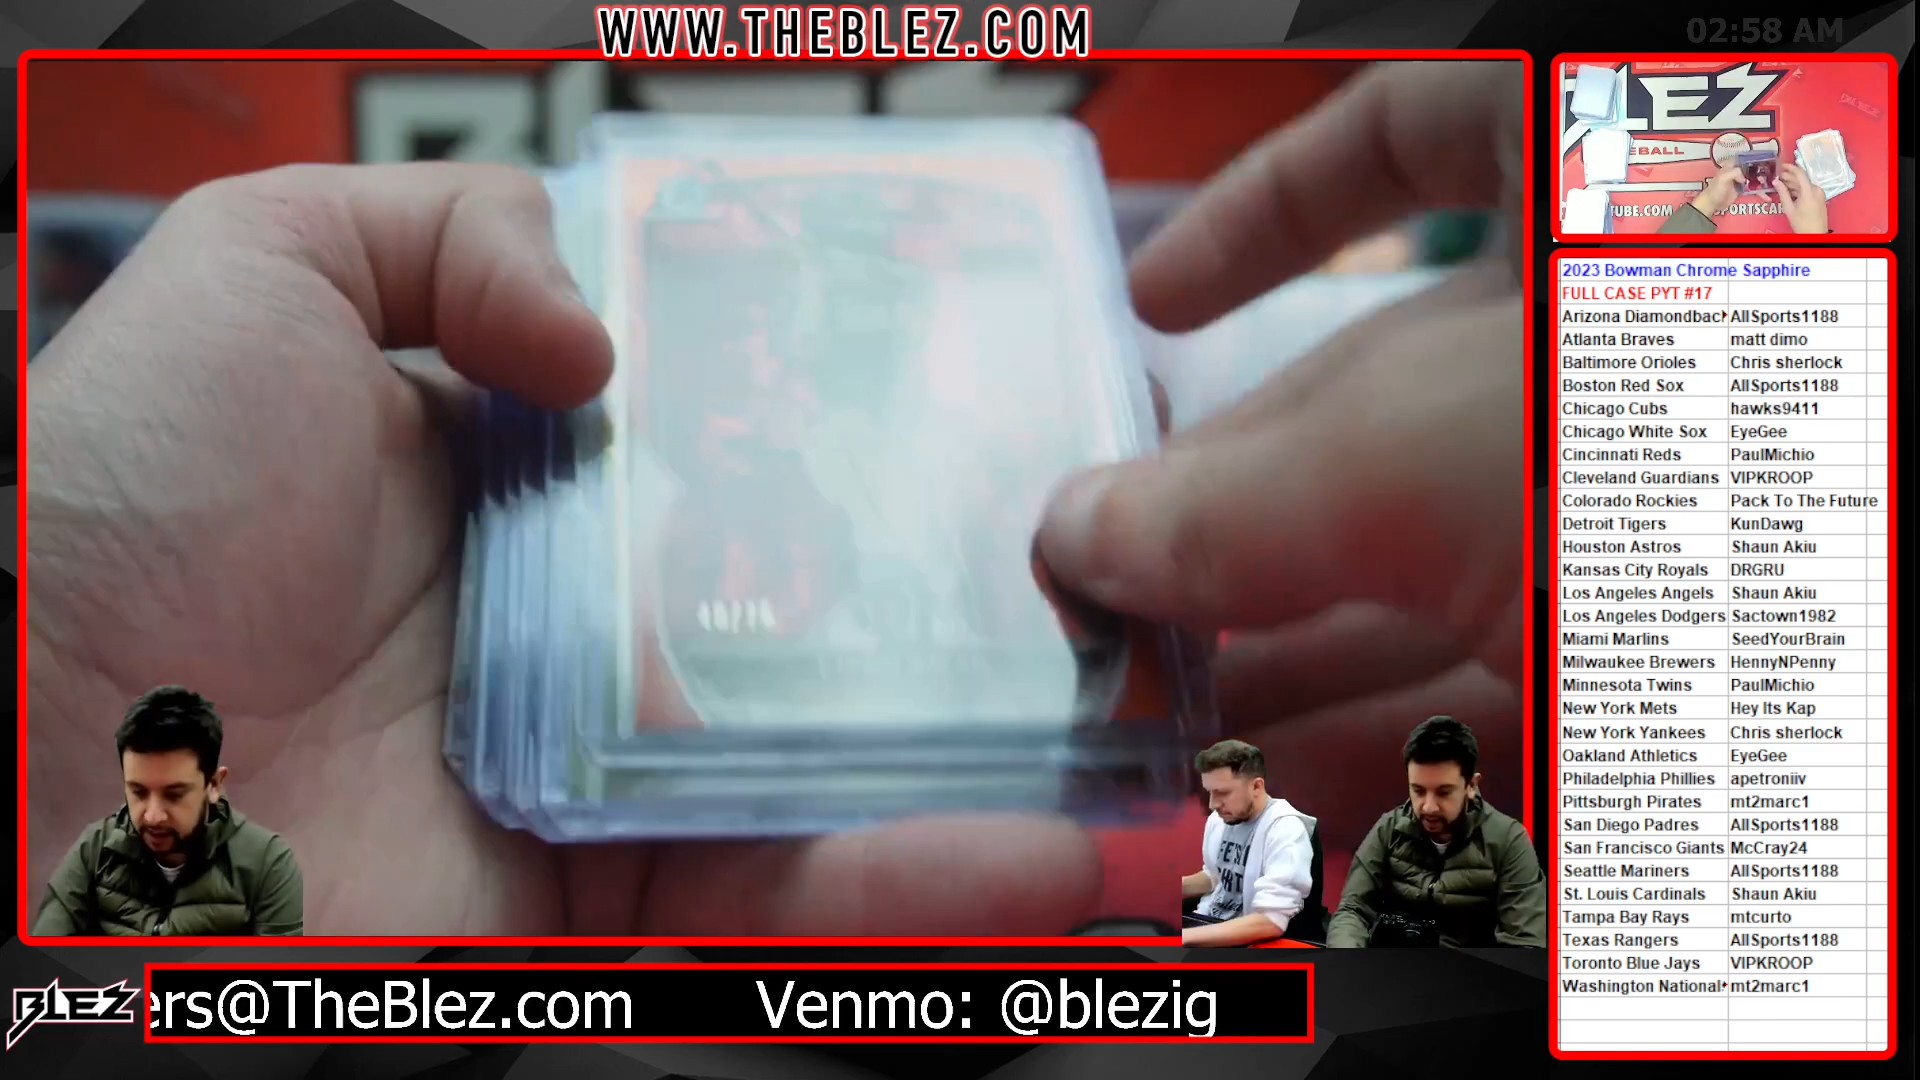 WWW.THEBLEZ.COM
02:58 AM
BLEZ
EBALL
TUBE.COM
2023 Bowman Chrome Sapphire
FULL CASE PYT #17
Arizona Diamondbac AllSports1188
Atlanta Braves matt dimo
Baltimore Orioles Chris sherlock
Boston Red Sox AllSports1188
Chicago Cubs hawks9411
Chicago White Sox EyeGee
Cincinnati Reds PaulMichio
Cleveland Guardians VIPKROOP
Colorado Rockies Pack To The Future
Detroit Tigers KunDawg
Houston Astros Shaun Akiu
Kansas City Royals DRGRU
Los Angeles Angels Shaun Akiu
Los Angeles Dodgers Sactown1982
Miami Marlins SeedYourBrain
Milwaukee Brewers HennyNPenny
Minnesota Twins PaulMichio
New York Mets Hey Its Kap
New York Yankees Chris sherlock
Oakland Athletics EyeGee
Philadelphia Phillies apetroniiv
Pittsburgh Pirates mt2marc1
San Diego Padres AllSports1188
San Francisco Giants McCray24
Seattle Mariners AllSports1188
St. Louis Cardinals Shaun Akiu
Tampa Bay Rays mtcurto
Texas Rangers AllSports1188
Toronto Blue Jays VIPKROOP
Washington National mt2marc1
BLEZ
ers@TheBlez.com Venmo: @blezig